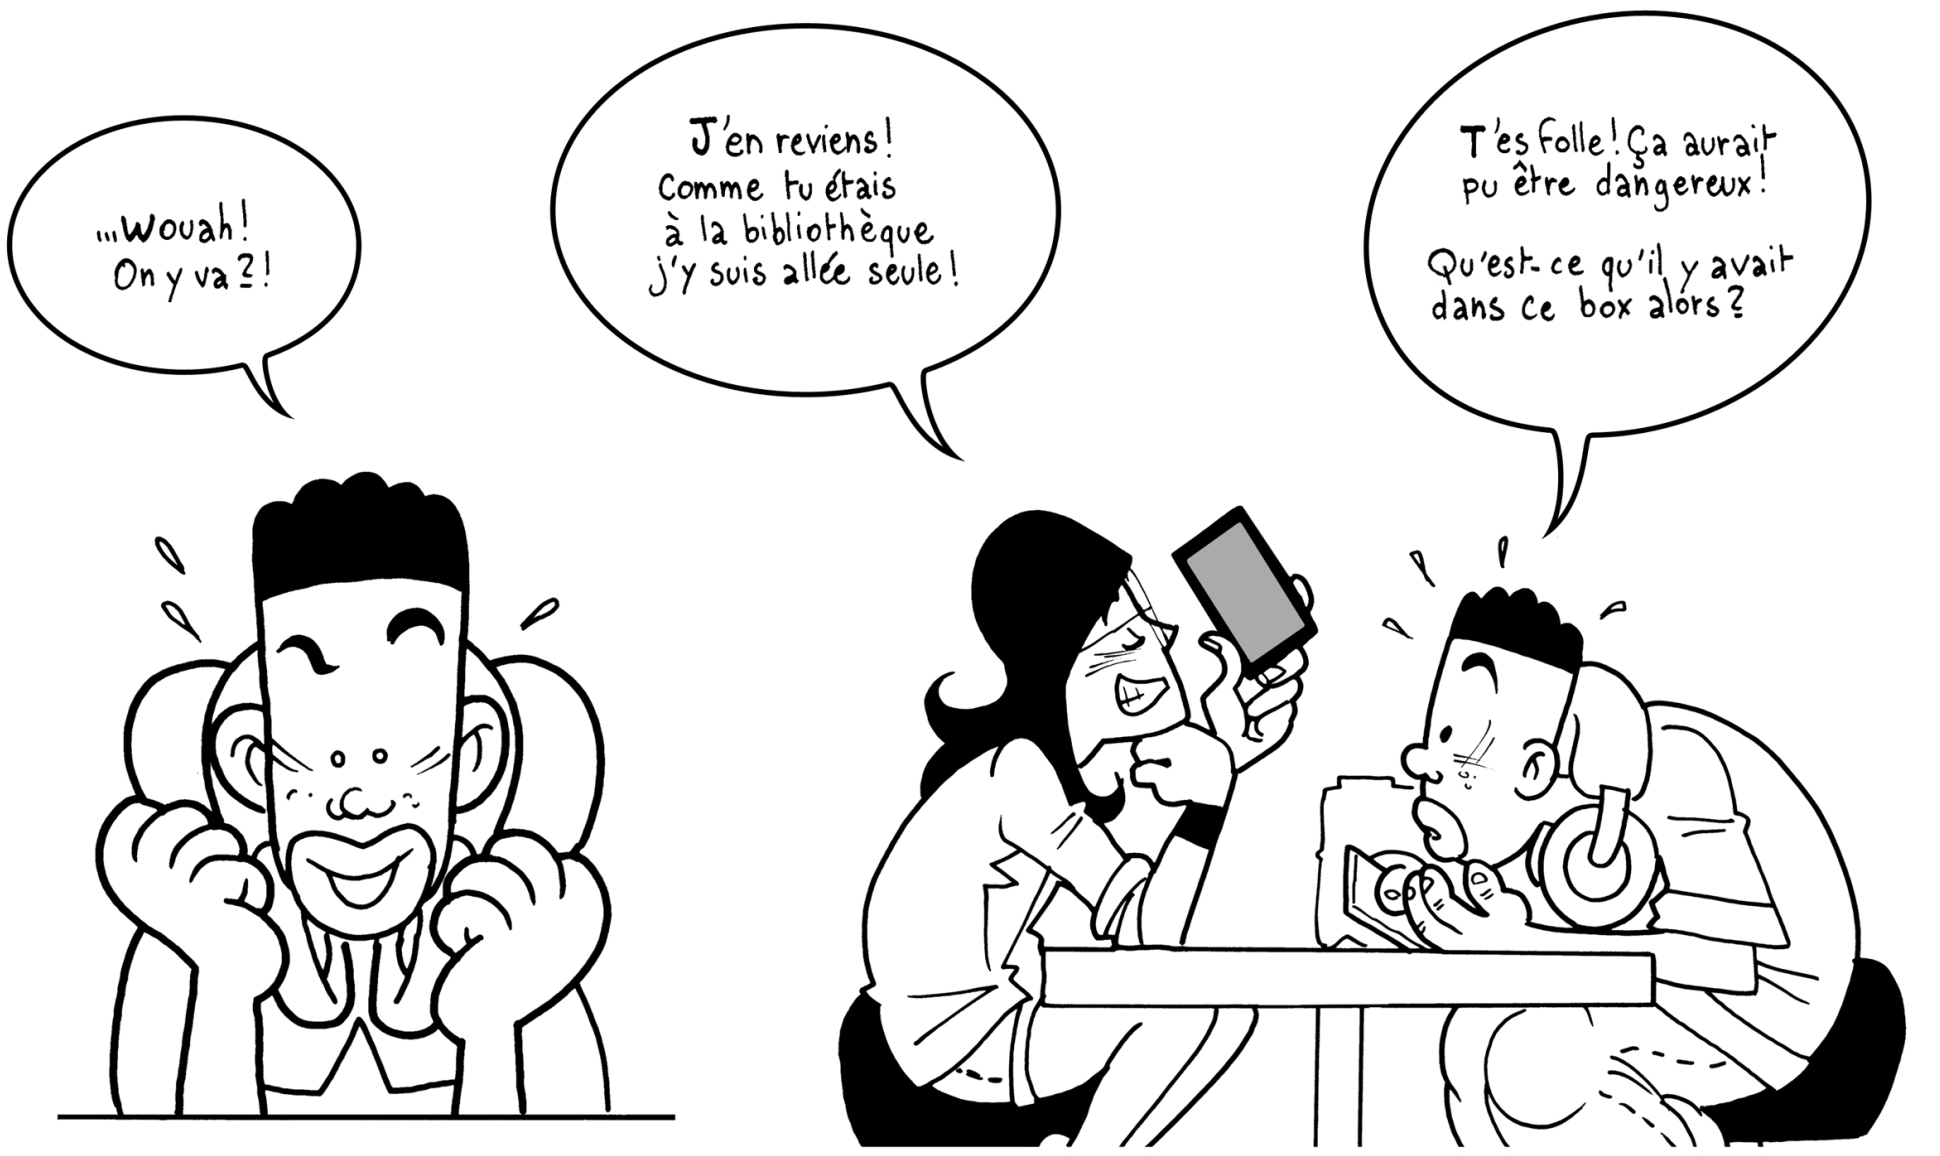 ...Wouah!
On y va?!
J'en reviens!
Comme tu étais
à la bibliothèque
j'y suis allée seule!
T'es folle! Ça aurait
pu être dangereux!
Qu'est-ce qu'il y avait
dans ce box alors?